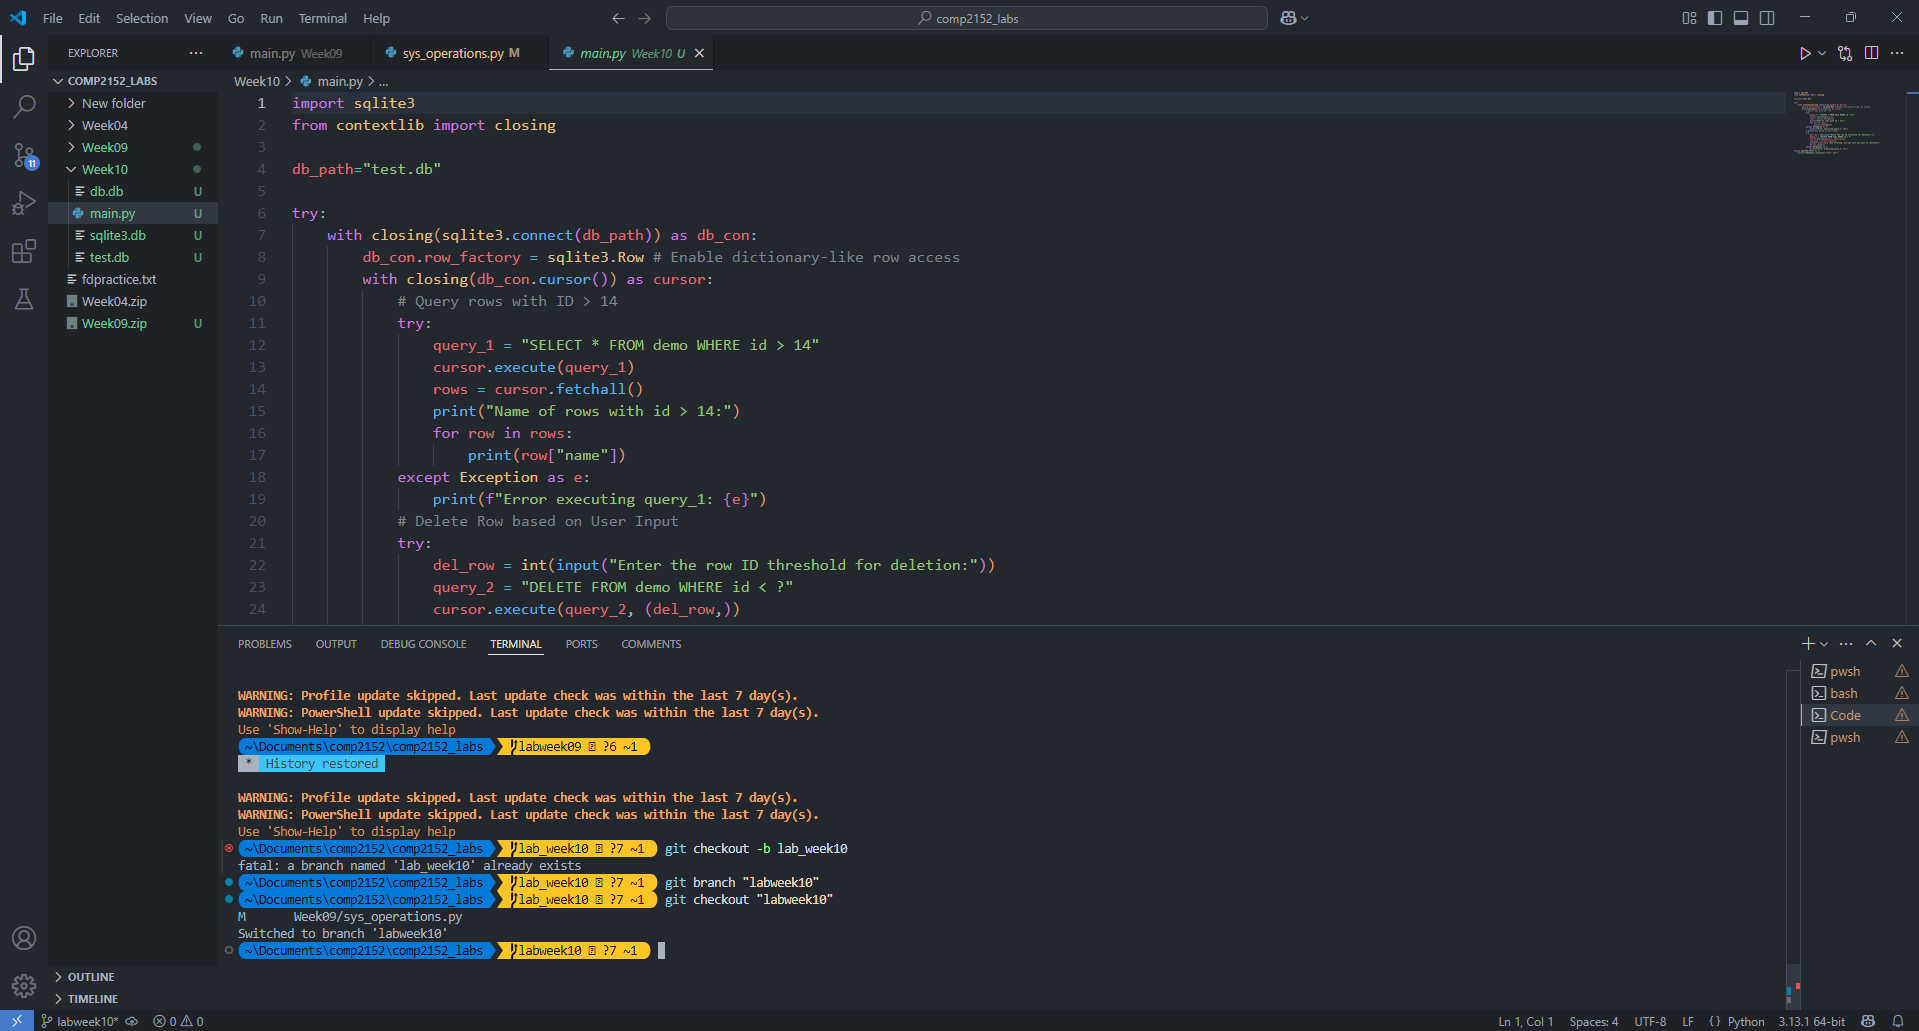 File Edit Selection View Go Run Terminal Help
comp2152_labs
EXPLORER
main.py Week09
sys_operations.py M
main.py Week10 U
COMP2152_LABS
New folder
Week04
Week09
Week10
db.db U
main.py U
sqlite3.db U
test.db U
fdpractice.txt
Week04.zip
Week09.zip U
11
OUTLINE
TIMELINE
Week10 > main.py > ...
1 import sqlite3
2 from contextlib import closing
3
4 db_path="test.db"
5
6 try:
7 with closing(sqlite3.connect(db_path)) as db_con:
8 db_con.row_factory = sqlite3.Row # Enable dictionary-like row access
9 with closing(db_con.cursor()) as cursor:
10 # Query rows with ID > 14
11 try:
12 query_1 = "SELECT * FROM demo WHERE id > 14"
13 cursor.execute(query_1)
14 rows = cursor.fetchall()
15 print("Name of rows with id > 14:")
16 for row in rows:
17 print(row["name"])
18 except Exception as e:
19 print(f"Error executing query_1: {e}")
20 # Delete Row based on User Input
21 try:
22 del_row = int(input("Enter the row ID threshold for deletion:"))
23 query_2 = "DELETE FROM demo WHERE id < ?"
24 cursor.execute(query_2, (del_row,))
PROBLEMS OUTPUT DEBUG CONSOLE TERMINAL PORTS COMMENTS
WARNING: Profile update skipped. Last update check was within the last 7 day(s).
WARNING: PowerShell update skipped. Last update check was within the last 7 day(s).
Use 'Show-Help' to display help
~\Documents\comp2152\comp2152_labs labweek09 ?6 ~1
* History restored
WARNING: Profile update skipped. Last update check was within the last 7 day(s).
WARNING: PowerShell update skipped. Last update check was within the last 7 day(s).
Use 'Show-Help' to display help
~\Documents\comp2152\comp2152_labs lab_week10 ?7 ~1 git checkout -b lab_week10
fatal: a branch named 'lab_week10' already exists
~\Documents\comp2152\comp2152_labs lab_week10 ?7 ~1 git branch "labweek10"
~\Documents\comp2152\comp2152_labs lab_week10 ?7 ~1 git checkout "labweek10"
M Week09/sys_operations.py
Switched to branch 'labweek10'
~\Documents\comp2152\comp2152_labs labweek10 ?7 ~1
pwsh
bash
Code
pwsh
labweek10* 0 0
Ln 1, Col 1 Spaces: 4 UTF-8 LF {} Python 3.13.1 64-bit